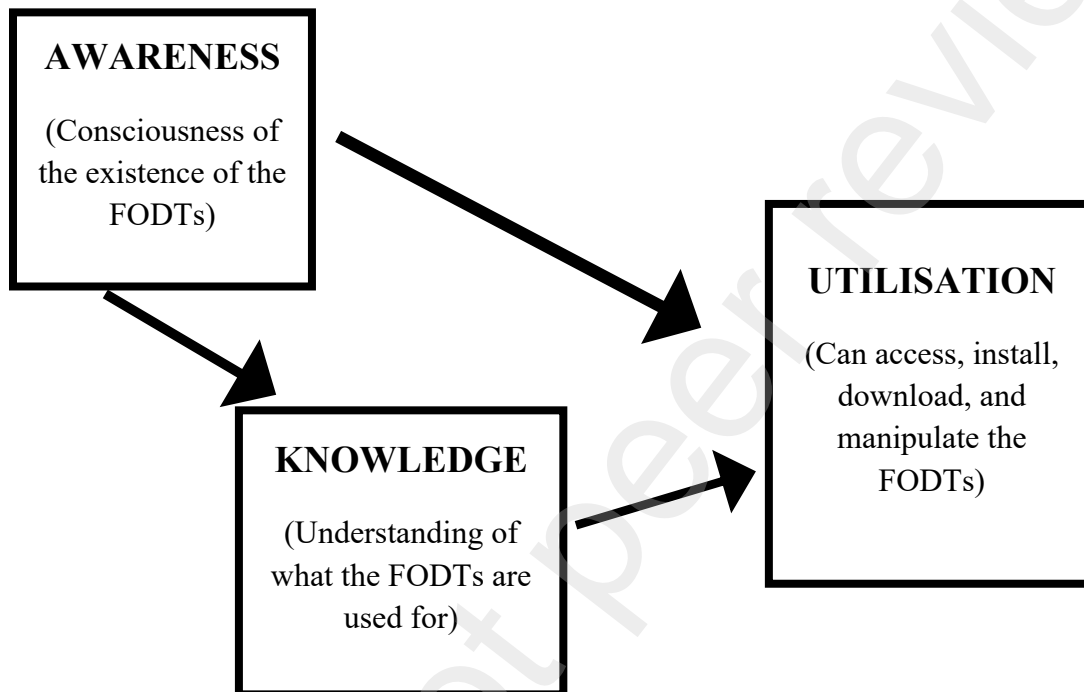 AWARENESS
(Consciousness of
the existence of the
FODTs)
UTILISATION
(Can access, install,
download, and
manipulate the
FODTs)
KNOWLEDGE
(Understanding of
what the FODTs are
used for)
peer